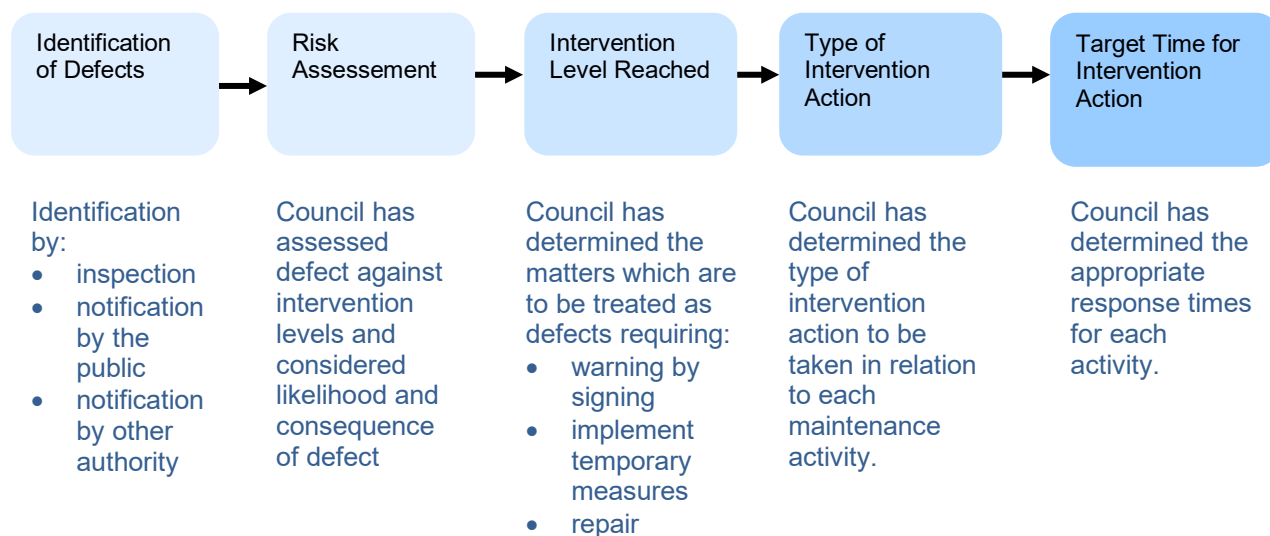 Identification
of Defects
Risk
Assessement
Intervention
Level Reached
Type of
Intervention
Action
Target Time for
Intervention
Action
Identification
by:
• inspection
• notification
by the
public
• notification
by other
authority
Council has
assessed
defect against
intervention
levels and
considered
likelihood and
consequence
of defect
Council has
determined the
matters which are
to be treated as
defects requiring:
• warning by
signing
• implement
temporary
measures
• repair
Council has
determined the
type of
intervention
action to be
taken in relation
to each
maintenance
activity.
Council has
determined the
appropriate
response times
for each
activity.